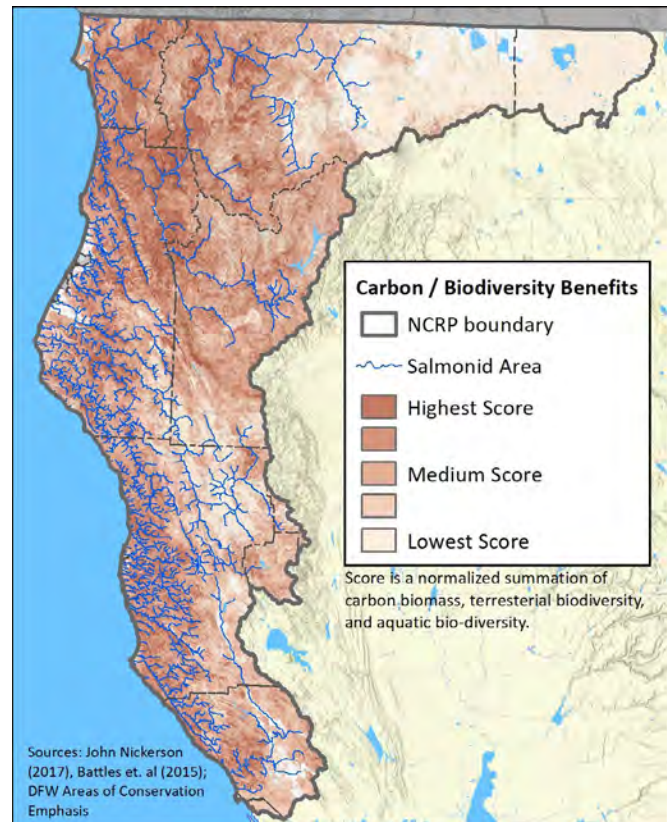 Carbon / Biodiversity Benefits
NCRP boundary
Salmonid Area
Highest Score
Medium Score
Lowest Score
Score is a normalized summation of
carbon biomass, terresterial biodiversity,
and aquatic bio-diversity.
Sources: John Nickerson
(2017), Battles et. al (2015);
DFW Areas of Conservation
Emphasis